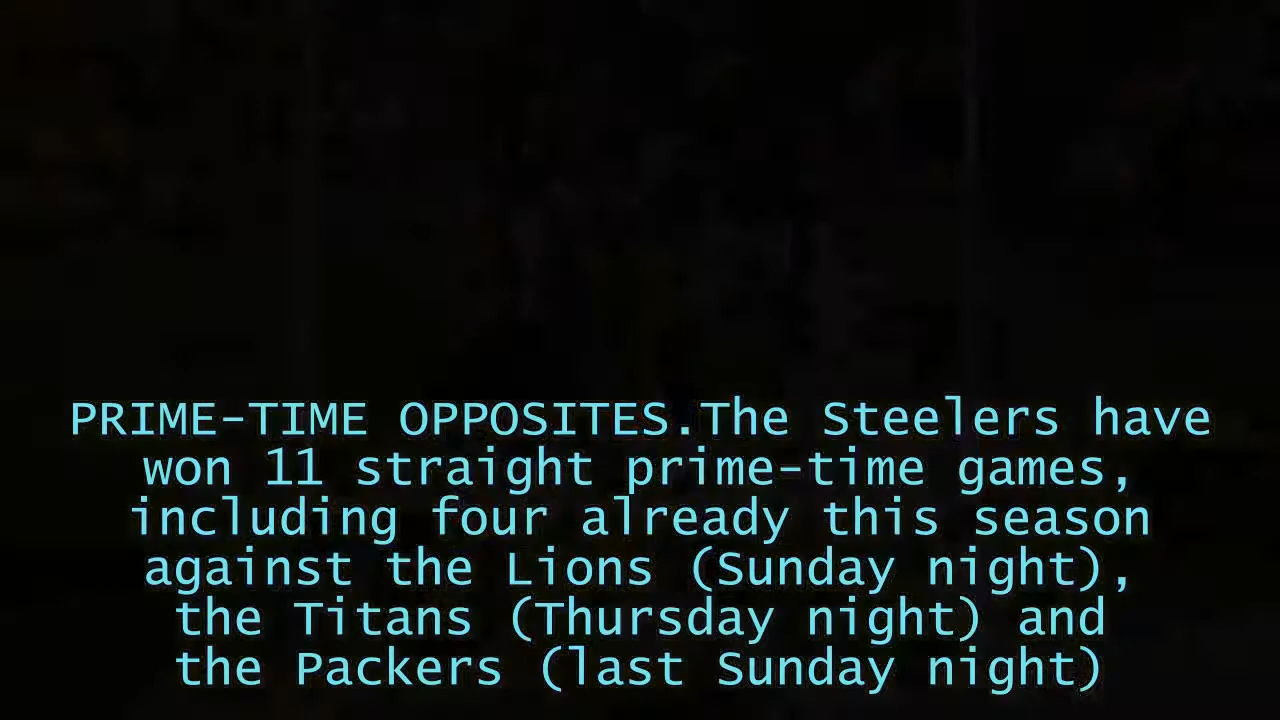 PRIME-TIME OPPOSITES.The Steelers have
won 11 straight prime-time games,
including four already this season
against the Lions (Sunday night),
the Titans (Thursday night) and
the Packers (last Sunday night)